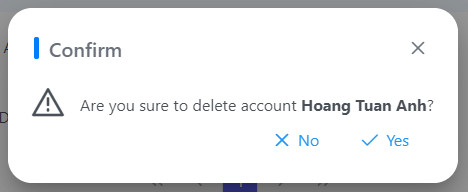 Confirm
Are you sure to delete account Hoang Tuan Anh?
No Yes